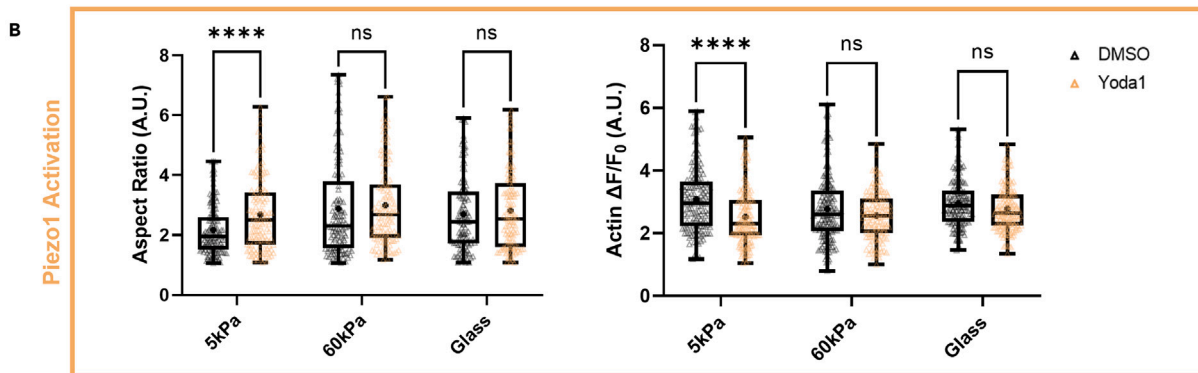 B
Piezo1 Activation
Aspect Ratio (A.U.)
8
6
4
2
0
****
ns
ns
5kPa
60kPa
Glass
Actin ΔF/F₀ (A.U.)
8
6
4
2
0
****
ns
ns
5kPa
60kPa
Glass
DMSO
Yoda1